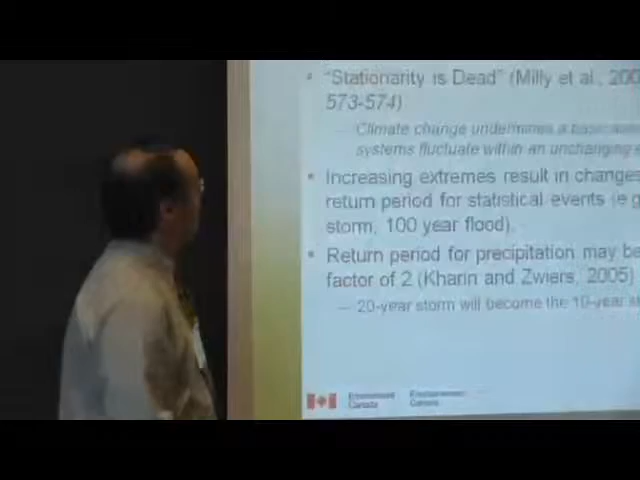 • "Stationarity is Dead" (Milly et al., 200
573-574)
– Climate change undermines a basic
systems fluctuate within an unchanging
• Increasing extremes result in changes
return period for statistical events (e.g
storm, 100 year flood).
• Return period for precipitation may be
factor of 2 (Kharin and Zwiers, 2005)
– 20-year storm will become the 10-year
Environment Environnement
Canada Canada